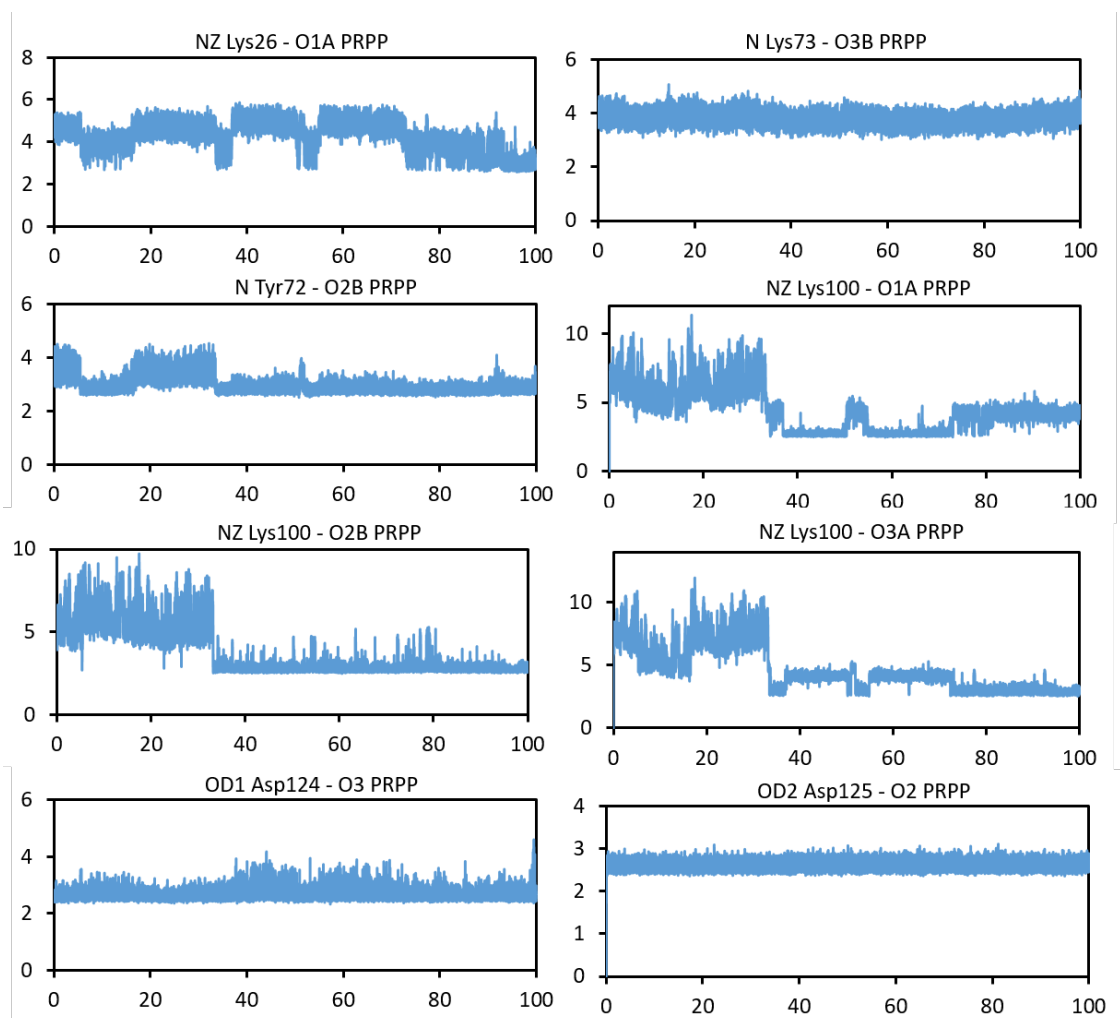 NZ Lys26 - O1A PRPP
8
6
4
2
0
0 20 40 60 80 100
N Lys73 - O3B PRPP
6
4
2
0
0 20 40 60 80 100
N Tyr72 - O2B PRPP
6
4
2
0
0 20 40 60 80 100
NZ Lys100 - O1A PRPP
10
5
0
0 20 40 60 80 100
NZ Lys100 - O2B PRPP
10
5
0
0 20 40 60 80 100
NZ Lys100 - O3A PRPP
10
5
0
0 20 40 60 80 100
OD1 Asp124 - O3 PRPP
6
4
2
0
0 20 40 60 80 100
OD2 Asp125 - O2 PRPP
4
3
2
1
0
0 20 40 60 80 100